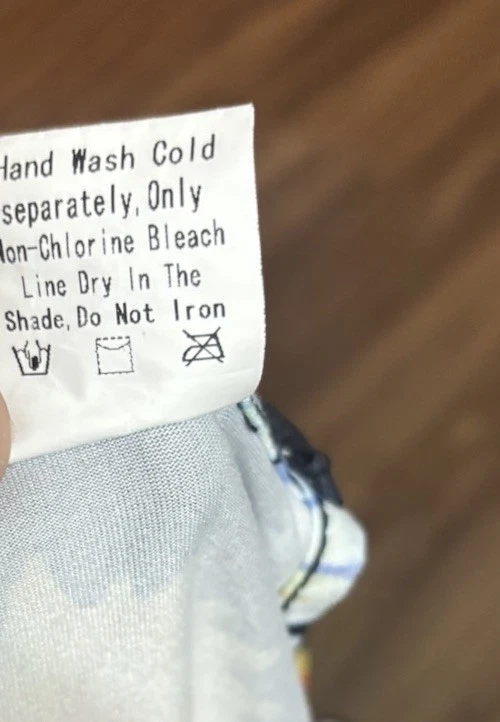 Hand Wash Cold
separately, Only
Non-Chlorine Bleach
Line Dry In The
Shade, Do Not Iron